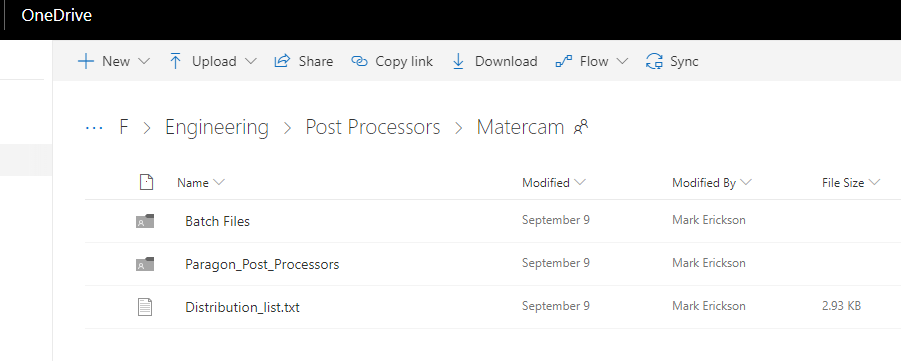 OneDrive
New Upload Share Copy link Download Flow Sync
... F > Engineering > Post Processors > Matercam
Name Modified Modified By File Size
Batch Files September 9 Mark Erickson
Paragon_Post_Processors September 9 Mark Erickson
Distribution_list.txt September 9 Mark Erickson 2.93 KB